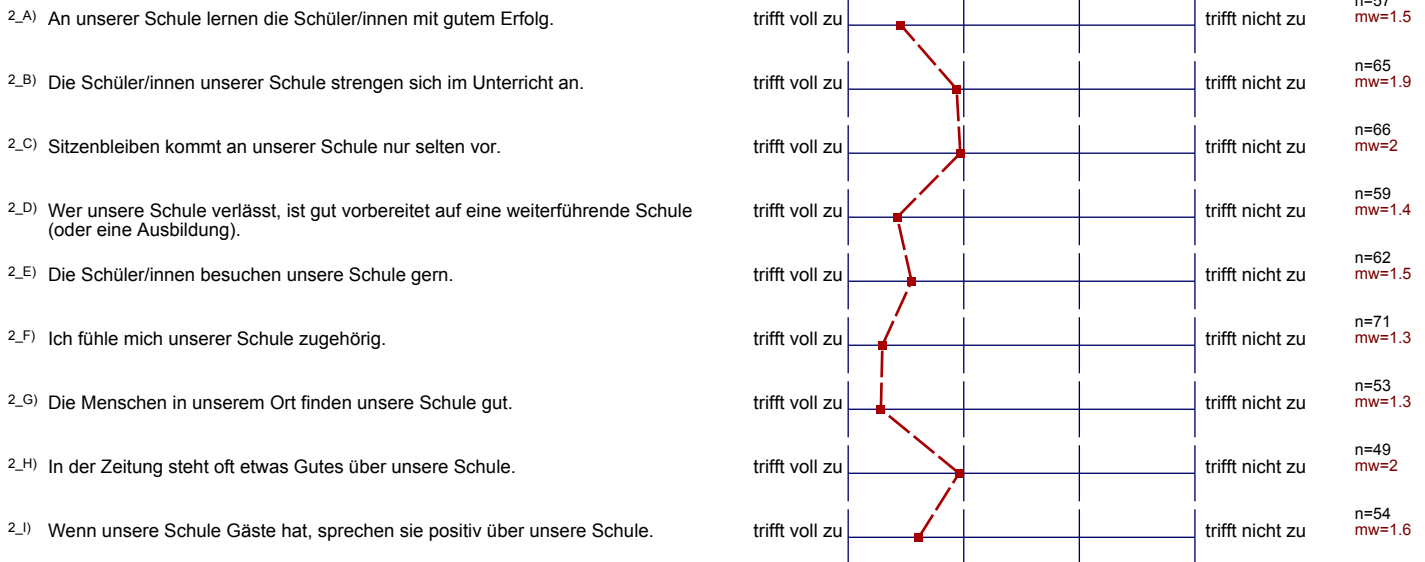 n=57
2_A) An unserer Schule lernen die Schüler/innen mit gutem Erfolg. trifft voll zu trifft nicht zu mw=1.5
n=65
2_B) Die Schüler/innen unserer Schule strengen sich im Unterricht an. trifft voll zu trifft nicht zu mw=1.9
n=66
2_C) Sitzenbleiben kommt an unserer Schule nur selten vor. trifft voll zu trifft nicht zu mw=2
n=59
2_D) Wer unsere Schule verlässt, ist gut vorbereitet auf eine weiterführende Schule trifft voll zu trifft nicht zu mw=1.4
(oder eine Ausbildung).
n=62
2_E) Die Schüler/innen besuchen unsere Schule gern. trifft voll zu trifft nicht zu mw=1.5
n=71
2_F) Ich fühle mich unserer Schule zugehörig. trifft voll zu trifft nicht zu mw=1.3
n=53
2_G) Die Menschen in unserem Ort finden unsere Schule gut. trifft voll zu trifft nicht zu mw=1.3
n=49
2_H) In der Zeitung steht oft etwas Gutes über unsere Schule. trifft voll zu trifft nicht zu mw=2
n=54
2_I) Wenn unsere Schule Gäste hat, sprechen sie positiv über unsere Schule. trifft voll zu trifft nicht zu mw=1.6